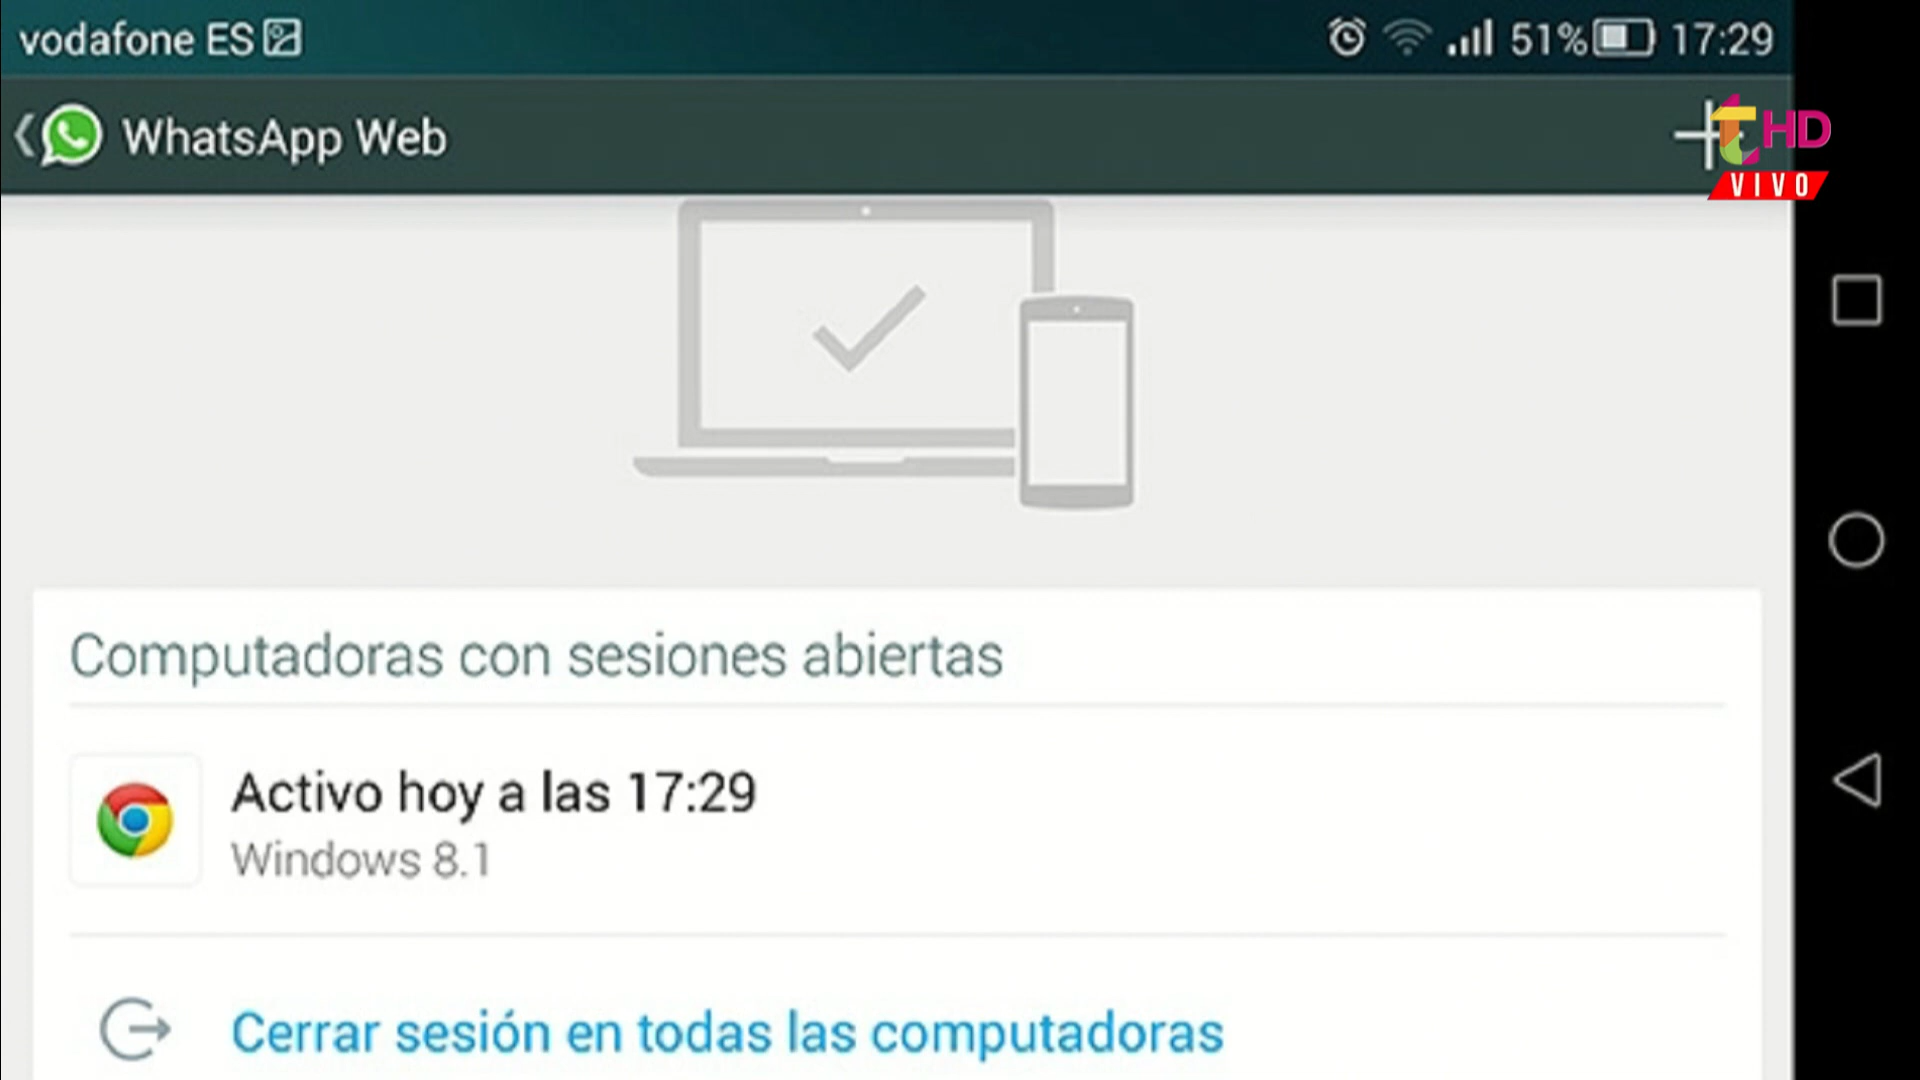 vodafone ES 51% 17:29
WhatsApp Web
t HD
VIVO
Computadoras con sesiones abiertas
Activo hoy a las 17:29
Windows 8.1
Cerrar sesión en todas las computadoras